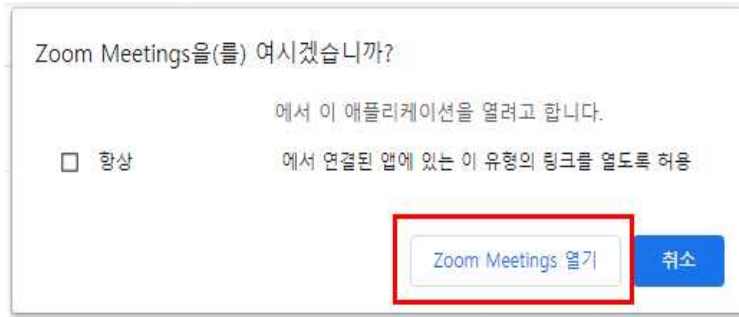 Zoom Meetings을(를) 여시겠습니까?
에서 이 애플리케이션을 열려고 합니다.
항상 에서 연결된 앱에 있는 이 유형의 링크를 열도록 허용
Zoom Meetings 열기 취소